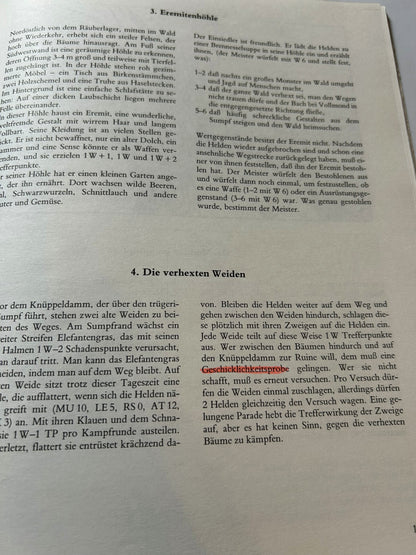 3. Eremitenhöhle
Nordöstlich von dem Räuberlager, mitten im Wald
ohne Wiederkehr, erhebt sich ein steiler Felsen, der
hoch über die Bäume hinausragt. Am Fuß seiner
Südwestwand ist eine
deren Öffnung 3–4 m groß und mit Tierfel-
In der Höhle stehen roh gezim-
merte Möbel – ein Tisch aus Birkenstämmchen,
zwei Holzschemel und eine Truhe aus Haselstecken.
Im Hintergrund ist eine einfache Schlafstätte zu se-
Auf einer dicken Laubschicht liegen mehrere
Felle übereinander.
In dieser Höhle haust ein Eremit, eine wunderliche,
weltfremde Gestalt mit wirrem Haar und langem
Vollbart. Seine Kleidung ist an vielen Stellen ge-
flickt. Er ist nicht bewaffnet, nur ein alter Dolch, ein
Hammer und eine Sense könnte er als Waffen ver-
wenden, und sie erzielen 1 W + 1, 1 W und 1 W + 2
Trefferpunkte.
Vor seiner Höhle hat er einen kleinen Garten ange-
legt, der ihn ernährt. Dort wachsen wilde Beeren,
Schwarzwurzeln, Schnittlauch und andere
Kräuter und Gemüse.
Der Einsiedler ist freundlich. Er lädt die Helden zu
einer Brennesselsuppe in seine Höhle ein und erzählt
ihnen, (der Meister würfelt mit W 6 und stellt fest,
was):
1–2 daß nachts ein großes Monster im Wald umgeht
und Jagd auf Menschen macht,
3–4 daß der ganze Wald verhext sei, man den Wegen
nicht trauen dürfe und der Bach bei Vollmond in
die entgegengesetzte Richtung fließe,
5–6 daß häufig schreckliche Gestalten aus dem
Sumpf steigen und den Wald heimsuchen.
Wertgegenstände besitzt der Eremit nicht. Nachdem
die Helden wieder aufgebrochen sind und schon eine
ansehnliche Wegstrecke zurückgelegt haben, muß ei-
ner von ihnen feststellen, daß ihn der Eremit bestoh-
len hat. Der Meister würfelt den Bestohlenen aus
und würfelt dann noch einmal, um festzustellen, ob
es eine Waffe (1–2 mit W 6) oder ein Ausrüstungsge-
genstand (3–6 mit W 6) war. Was genau gestohlen
wurde, bestimmt der Meister.
4. Die verhexten Weiden
Vor dem Knüppeldamm, der über den trügeri-
Sumpf führt, stehen zwei alte Weiden zu bei-
den Seiten des Weges. Am Sumpfrand wächst ein
Streifen Elefantengras, das mit seinen
Halmen 1 W–2 Schadenspunkte verursacht,
man darauf tritt. Man kann das Elefantengras
meiden, indem man auf dem Weg bleibt. Auf
Weide sitzt trotz dieser Tageszeit eine
die auffliegt, wenn sich die Helden nä-
greift mit (MU 10, LE 5, RS 0, AT 12,
3) an. Mit ihren Klauen und dem Schna-
sie 1 W–1 TP pro Kampfrunde austeilen.
verletzt, flattert sie entrüstet krächzend da-
von. Bleiben die Helden weiter auf dem Weg und
gehen zwischen den Weiden hindurch, schlagen die-
se plötzlich mit ihren Zweigen auf die Helden ein.
Jede Weide teilt auf diese Weise 1 W Trefferpunkte
aus. Wer zwischen den Bäumen hindurch und auf
den Knüppeldamm zur Ruine will, dem muß eine
Geschicklichkeitsprobe gelingen. Wer sie nicht
schafft, muß es erneut versuchen. Pro Versuch dür-
fen die Weiden einmal zuschlagen, allerdings dürfen
2 Helden gleichzeitig den Versuch wagen. Eine ge-
lungene Parade hebt die Trefferwirkung der Zweige
auf, aber es hat keinen Sinn, gegen die verhexten
Bäume zu kämpfen.